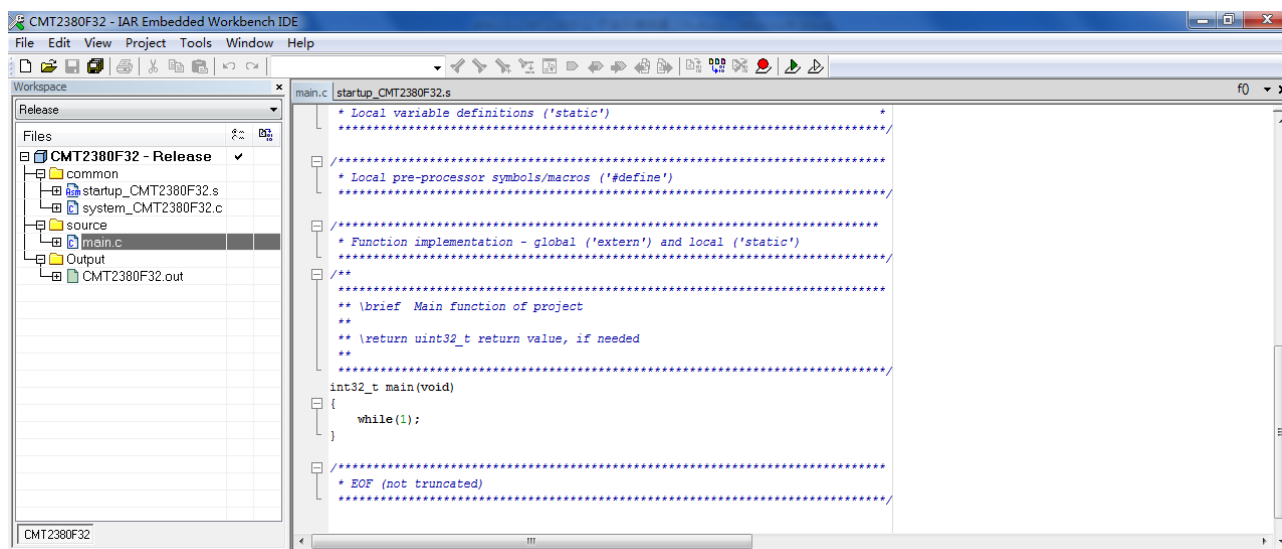 CMT2380F32 - IAR Embedded Workbench IDE
File Edit View Project Tools Window Help
Workspace
Release
Files
CMT2380F32 - Release
common
startup_CMT2380F32.s
system_CMT2380F32.c
source
main.c
Output
CMT2380F32.out
CMT2380F32
main.c startup_CMT2380F32.s f()
* Local variable definitions ('static') *
*******************************************************************************/
/*******************************************************************************
* Local pre-processor symbols/macros ('#define')
*******************************************************************************/
/******************************************************************************
* Function implementation - global ('extern') and local ('static')
*******************************************************************************/
/**
*******************************************************************************
** \brief Main function of project
**
** \return uint32_t return value, if needed
**
*******************************************************************************/
int32_t main(void)
{
while(1);
}
/*******************************************************************************
* EOF (not truncated)
*******************************************************************************/